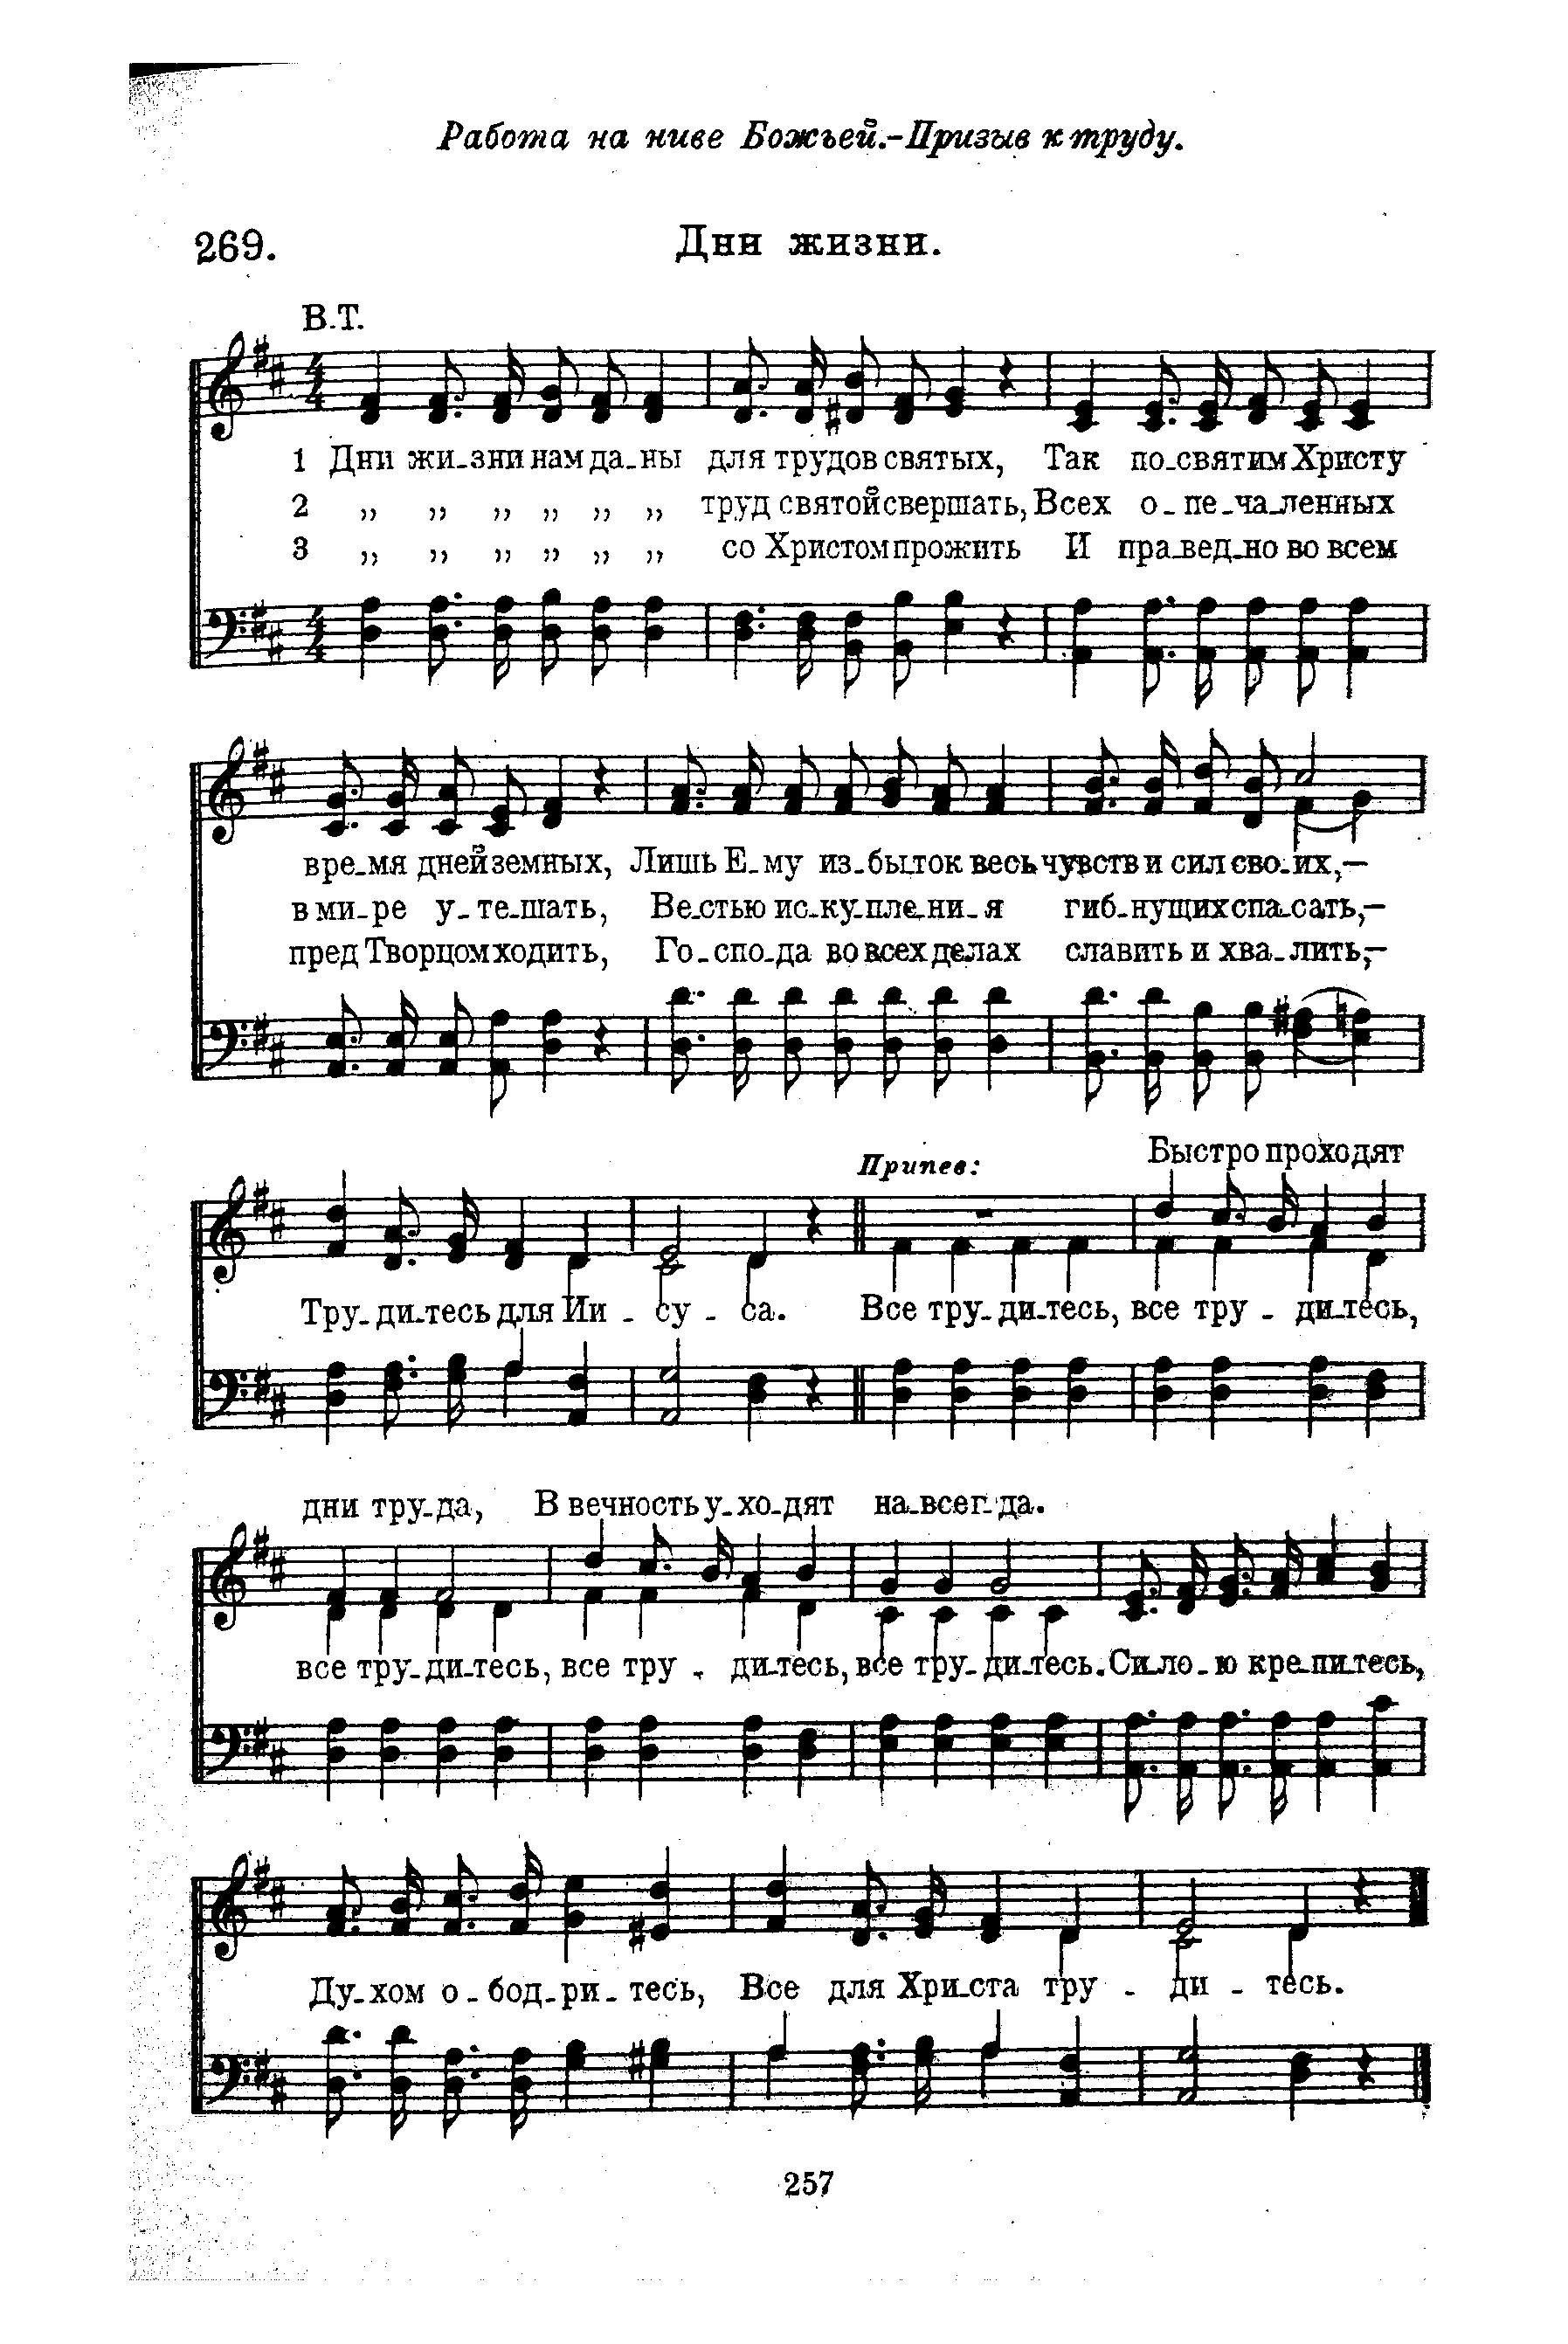 Работа на ниве Божьей.-Призыв к труду.
269.
Дни жизни.
В.Т.
1 Дни жи-зни нам да-ны для трудов святых, Так по-святим Христу
2 „ „ „ „ „ „ труд святой свершать, Всех о-пе-ча-ленных
3 „ „ „ „ „ „ со Христом прожить И пра-вед-но во всем
вре-мя дней земных, Лишь Е-му из-быток весь чувств и сил сво-их,—
в ми-ре у-те-шать, Ве-стью ис-ку-пле-ни-я гиб-нущих спа-сать,—
пред Творцом ходить, Го-спо-да во всех делах славить и хва-лить,—
Припев:
Быстро проходят
Тру-ди-тесь для Ии - су - са. Все тру-ди-тесь, все тру - ди-тесь,
дни тру-да, В вечность у-хо-дят на-всег-да.
все тру-ди-тесь, все тру - ди-тесь, все тру-ди-тесь. Си-ло-ю кре-пи-тесь,
Ду-хом о-бод-ри-тесь, Все для Хри-ста тру - ди - тесь.
257